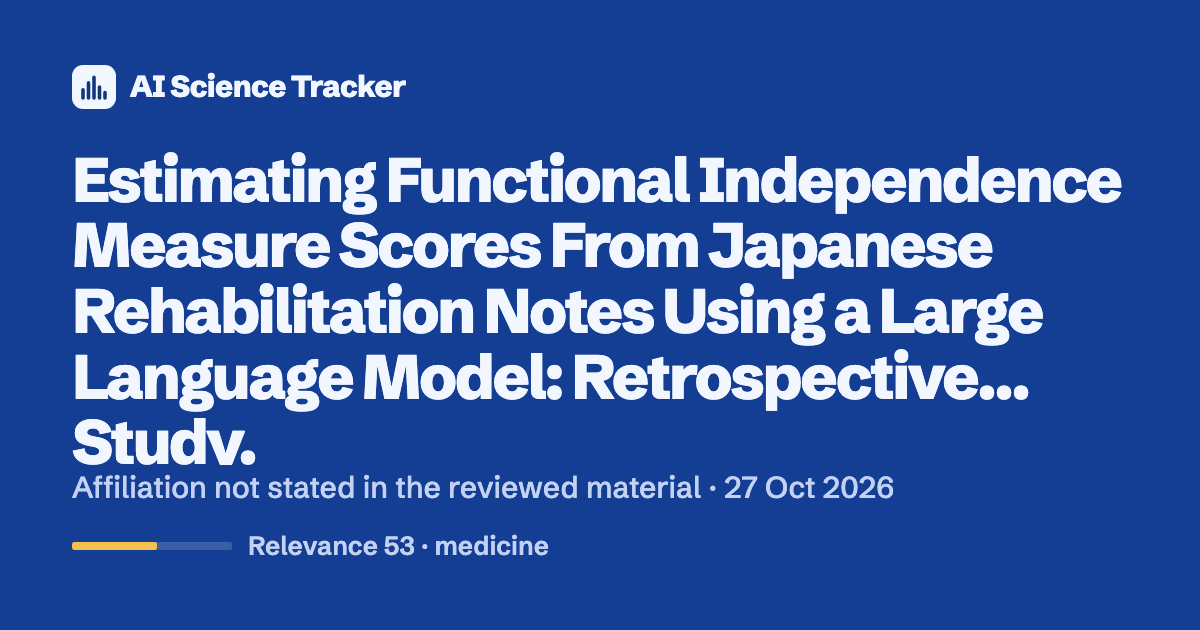 AI Science Tracker
Estimating Functional Independence
Measure Scores From Japanese
Rehabilitation Notes Using a Large
Language Model: Retrospective...
Study.
Affiliation not stated in the reviewed material · 27 Oct 2026
Relevance 53 · medicine